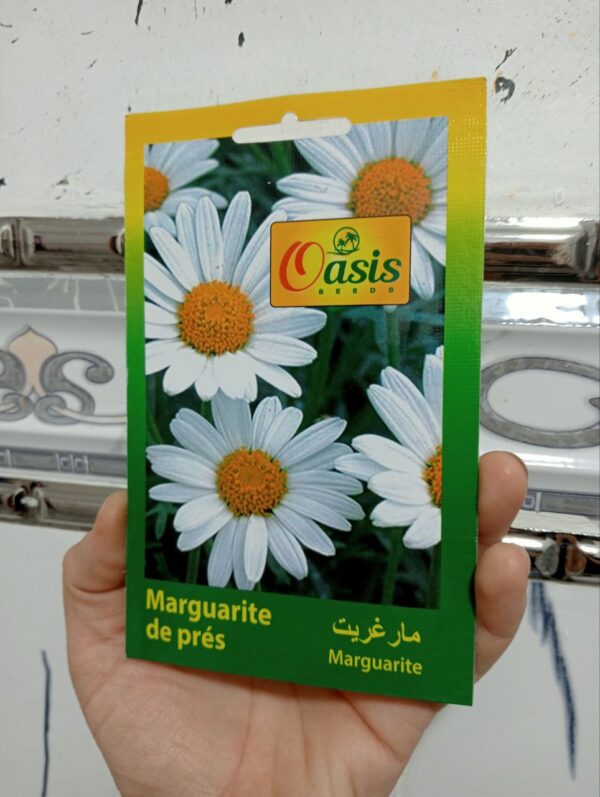 Oasis
SEEDS
Marguarite
de prés
مارغريت
Marguarite